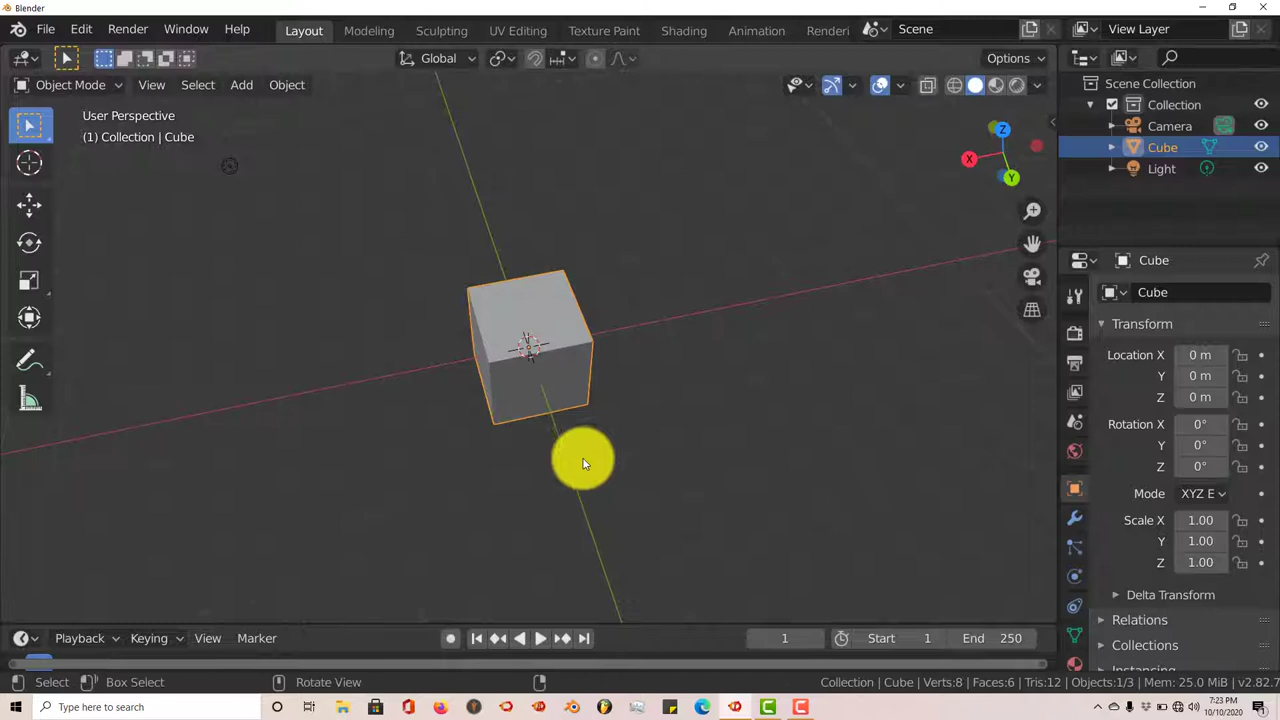 Blender
File Edit Render Window Help Layout Modeling Sculpting UV Editing Texture Paint Shading Animation Renderi Scene View Layer
Global Options
Object Mode View Select Add Object
User Perspective
(1) Collection | Cube
Z
X
Y
Scene Collection
Collection
Camera
Cube
Light
Cube
Cube
Transform
Location X 0 m
Y 0 m
Z 0 m
Rotation X 0°
Y 0°
Z 0°
Mode XYZ E
Scale X 1.00
Y 1.00
Z 1.00
Delta Transform
Relations
Collections
Instancing
Playback Keying View Marker 1 Start 1 End 250
Select Box Select Rotate View Collection | Cube | Verts:8 | Faces:6 | Tris:12 | Objects:1/3 | Mem: 25.0 MiB | v2.82.7
Type here to search
7:23 PM
10/10/2020